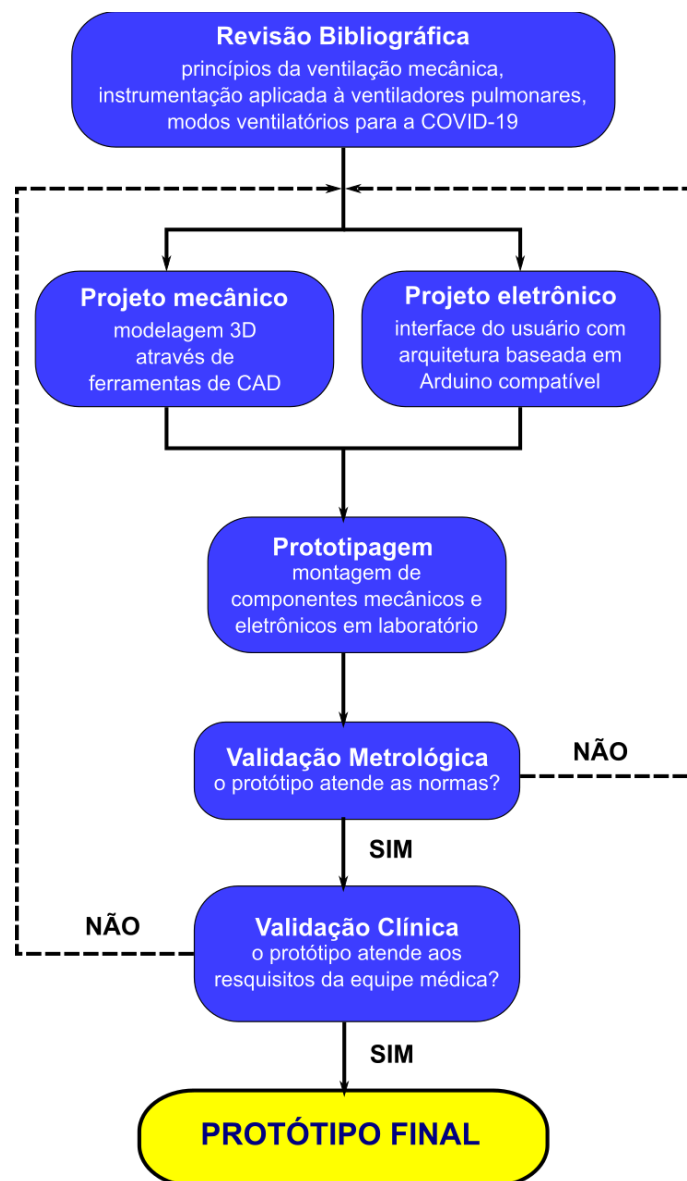 Revisão Bibliográfica
princípios da ventilação mecânica,
instrumentação aplicada à ventiladores pulmonares,
modos ventilatórios para a COVID-19
Projeto mecânico
modelagem 3D
através de
ferramentas de CAD
Projeto eletrônico
interface do usuário com
arquitetura baseada em
Arduino compatível
Prototipagem
montagem de
componentes mecânicos e
eletrônicos em laboratório
Validação Metrológica
o protótipo atende as normas?
NÃO
SIM
Validação Clínica
o protótipo atende aos
resquisitos da equipe médica?
NÃO
SIM
PROTÓTIPO FINAL